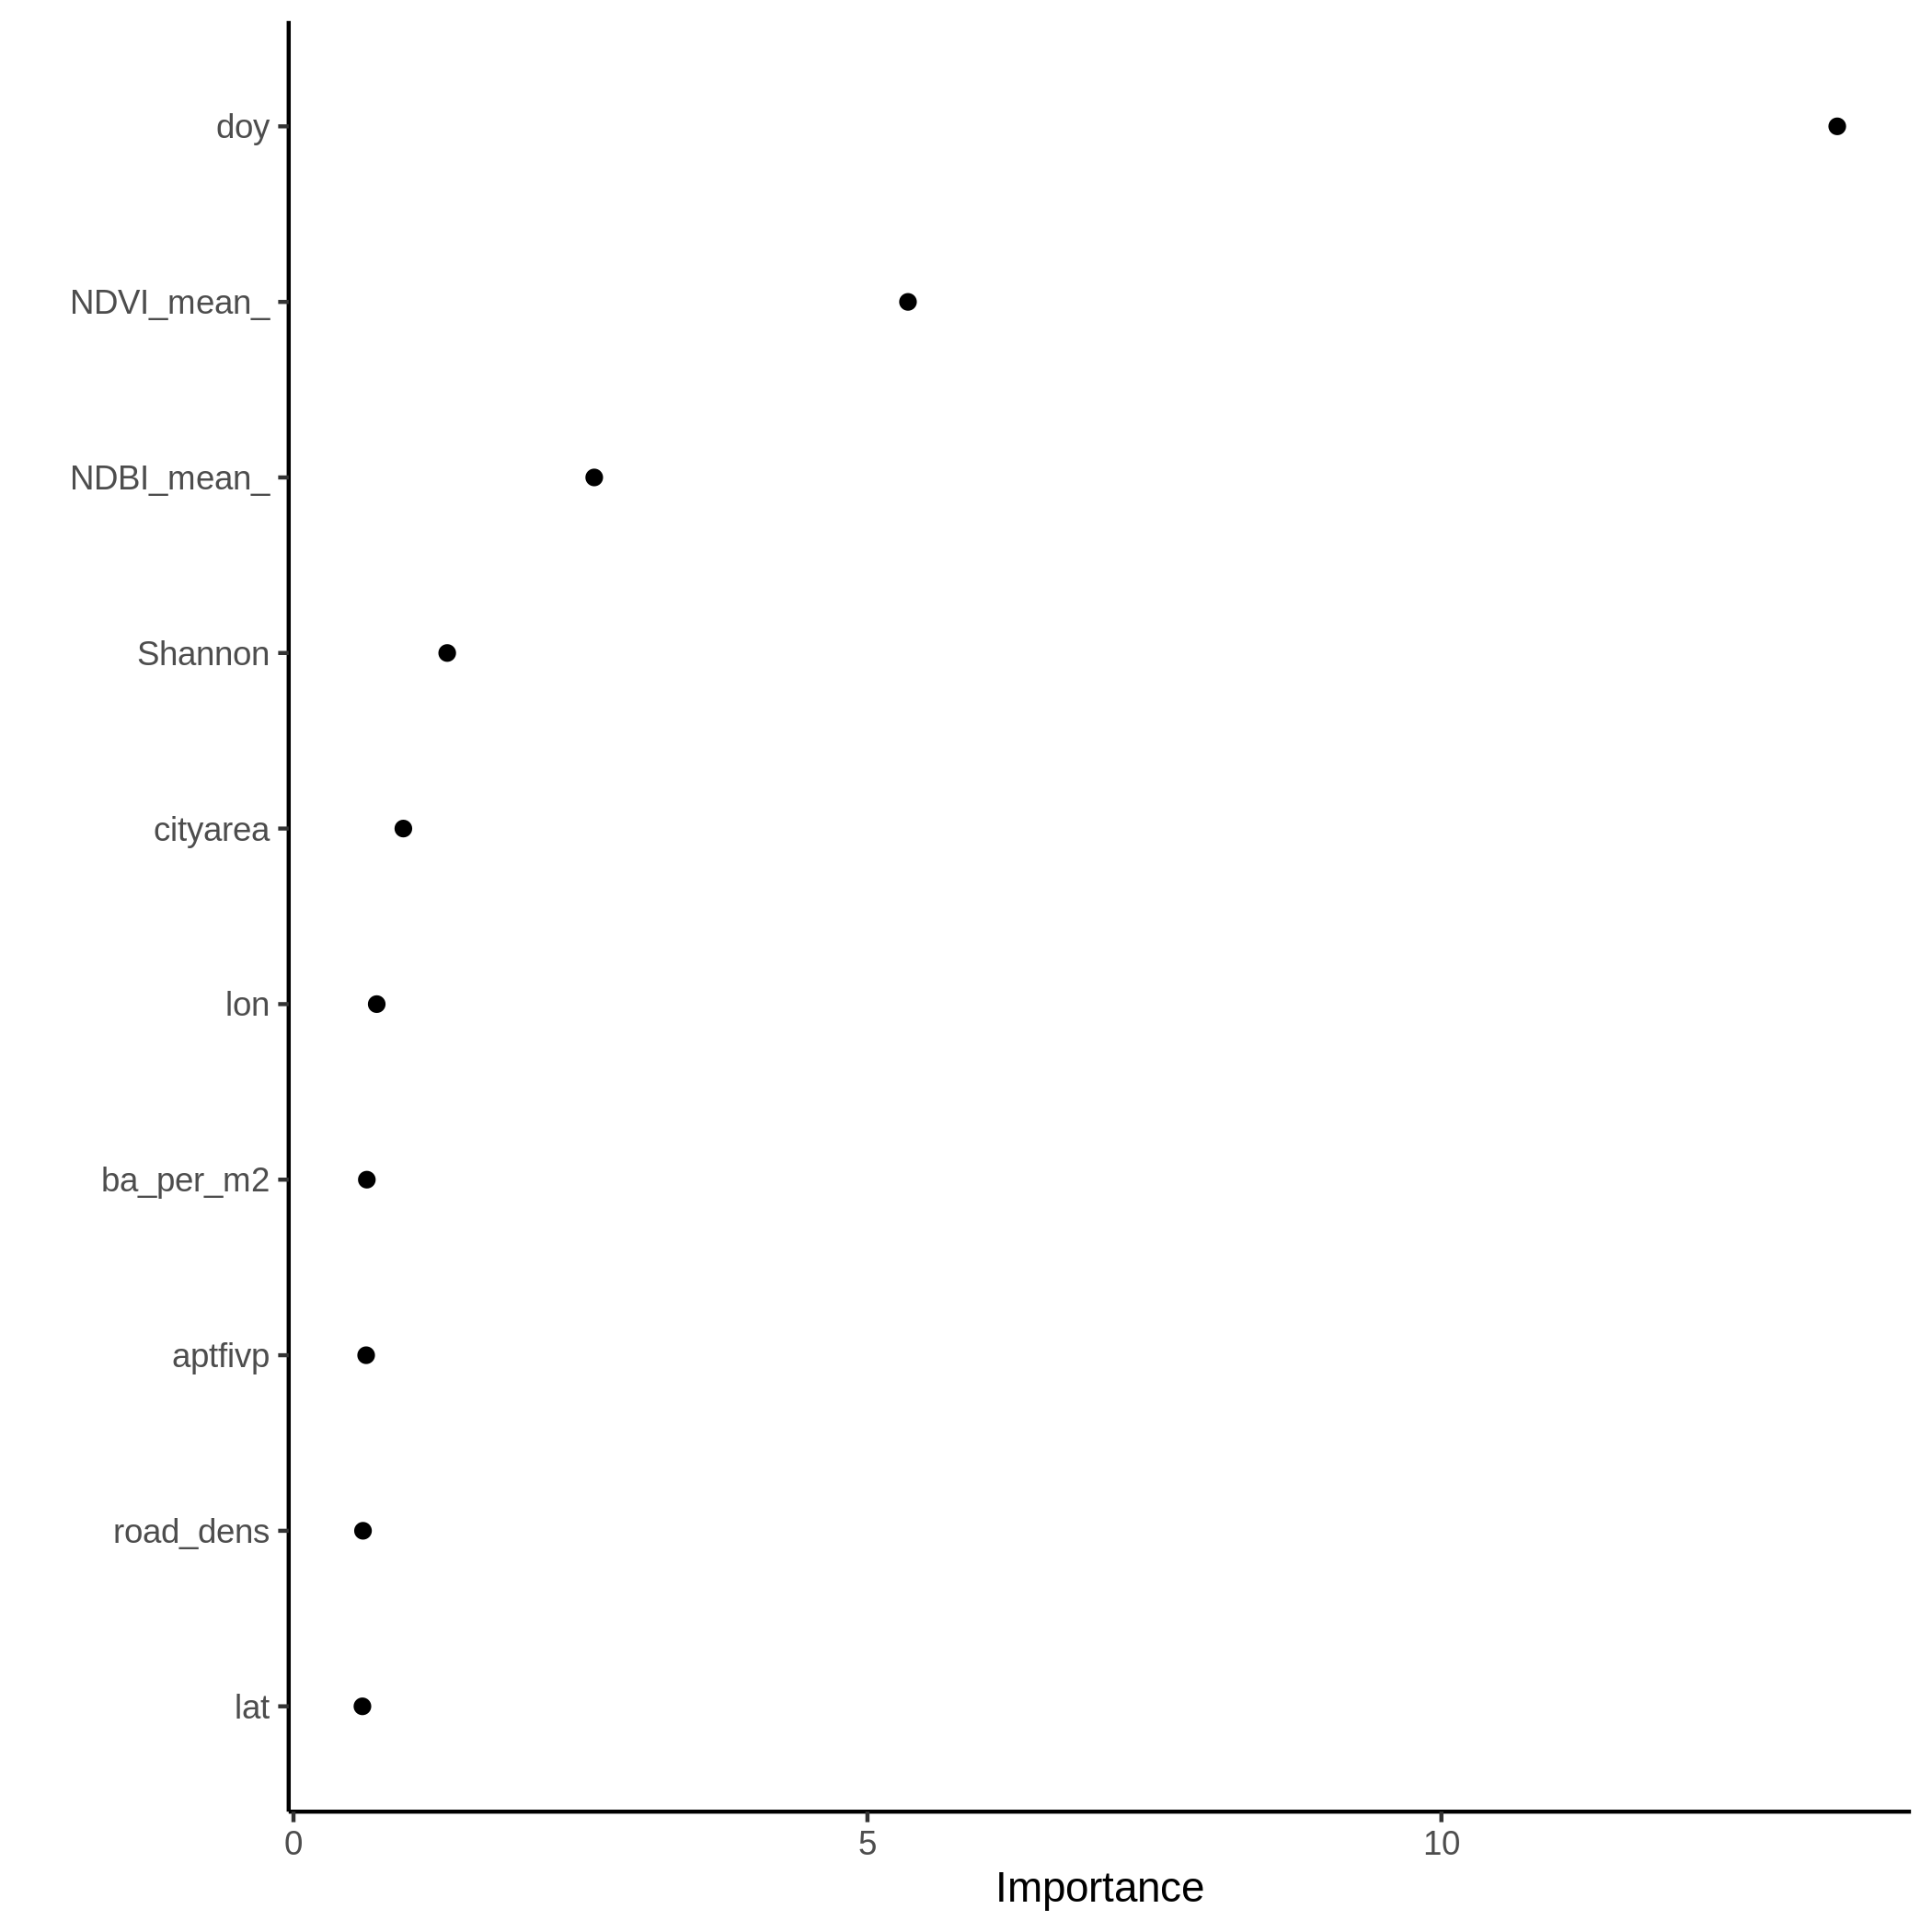 doy
NDVI_mean_
NDBI_mean_
Shannon
cityarea
lon
ba_per_m2
aptfivp
road_dens
lat
0 5 10
Importance